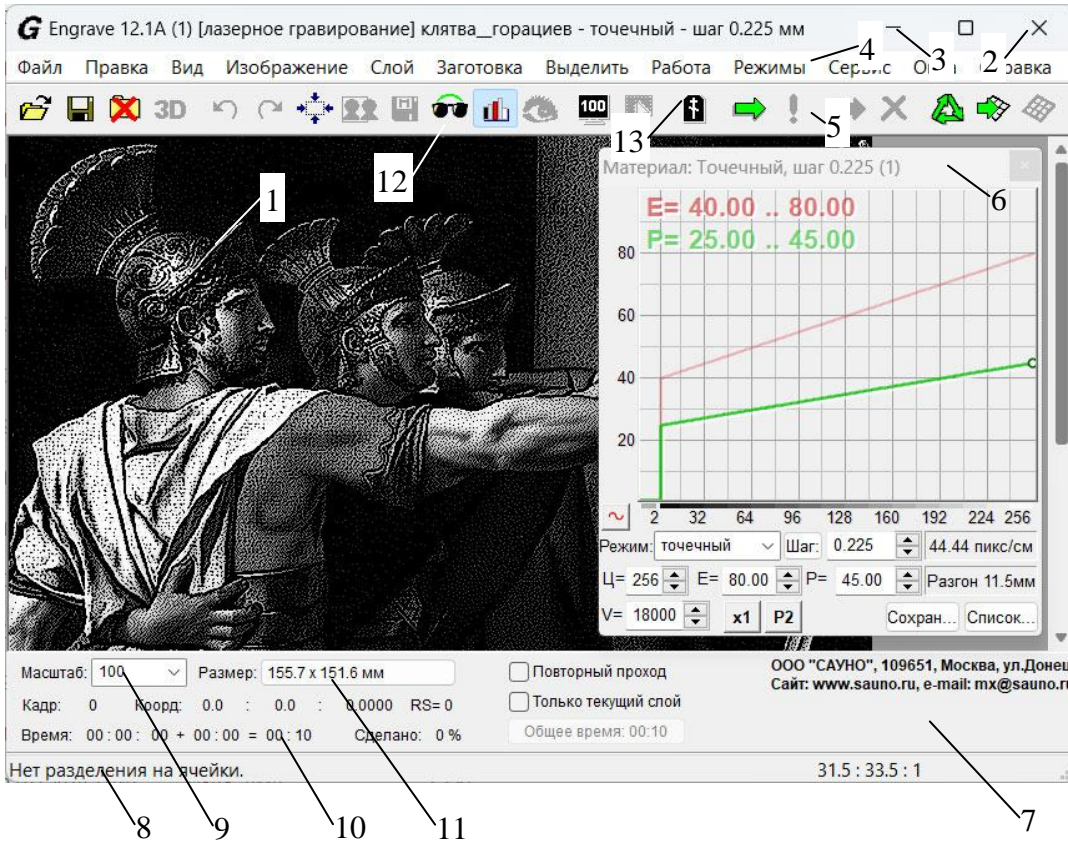 G Engrave 12.1A (1) [лазерное гравирование] клятва__горациев - точечный - шаг 0.225 мм
4 3 2
Файл Правка Вид Изображение Слой Заготовка Выделить Работа Режимы Сервис
3D 100
13 5
12
1
Материал: Точечный, шаг 0.225 (1)
6
E= 40.00 .. 80.00
P= 25.00 .. 45.00
80
60
40
20
2 32 64 96 128 160 192 224 256
Режим: точечный Шаг: 0.225 44.44 пикс/см
Ц= 256 E= 80.00 P= 45.00 Разгон 11.5мм
V= 18000 x1 P2 Сохран... Список...
Масштаб: 100 Размер: 155.7 x 151.6 мм Повторный проход ООО "САУНО", 109651, Москва, ул.Донец
Сайт: www.sauno.ru, e-mail: mx@sauno.ru
Кадр: 0 Коорд: 0.0 : 0.0 : 0.0000 RS= 0 Только текущий слой
Время: 00 : 00 : 00 + 00 : 00 = 00 : 10 Сделано: 0 % Общее время: 00:10
Нет разделения на ячейки. 31.5 : 33.5 : 1
8 9 10 11 7